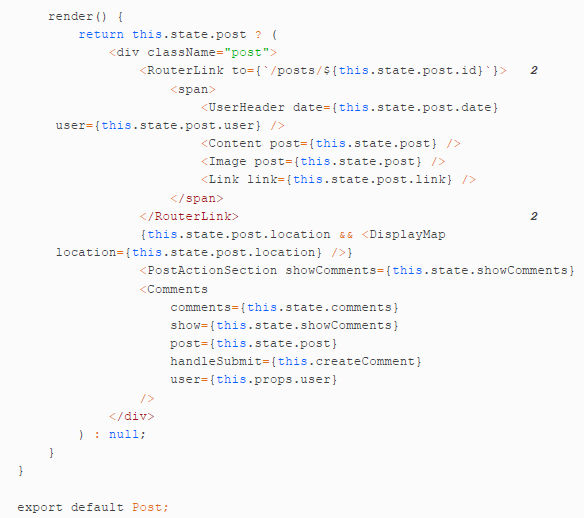 render() {
return this.state.post ? (
<div className="post">
<RouterLink to={`/posts/${this.state.post.id}`}> 2
<span>
<UserHeader date={this.state.post.date}
user={this.state.post.user} />
<Content post={this.state.post} />
<Image post={this.state.post} />
<Link link={this.state.post.link} />
</span>
</RouterLink> 2
{this.state.post.location && <DisplayMap
location={this.state.post.location} />}
<PostActionSection showComments={this.state.showComments}
<Comments
comments={this.state.comments}
show={this.state.showComments}
post={this.state.post}
handleSubmit={this.createComment}
user={this.props.user}
/>
</div>
) : null;
}
}
export default Post;